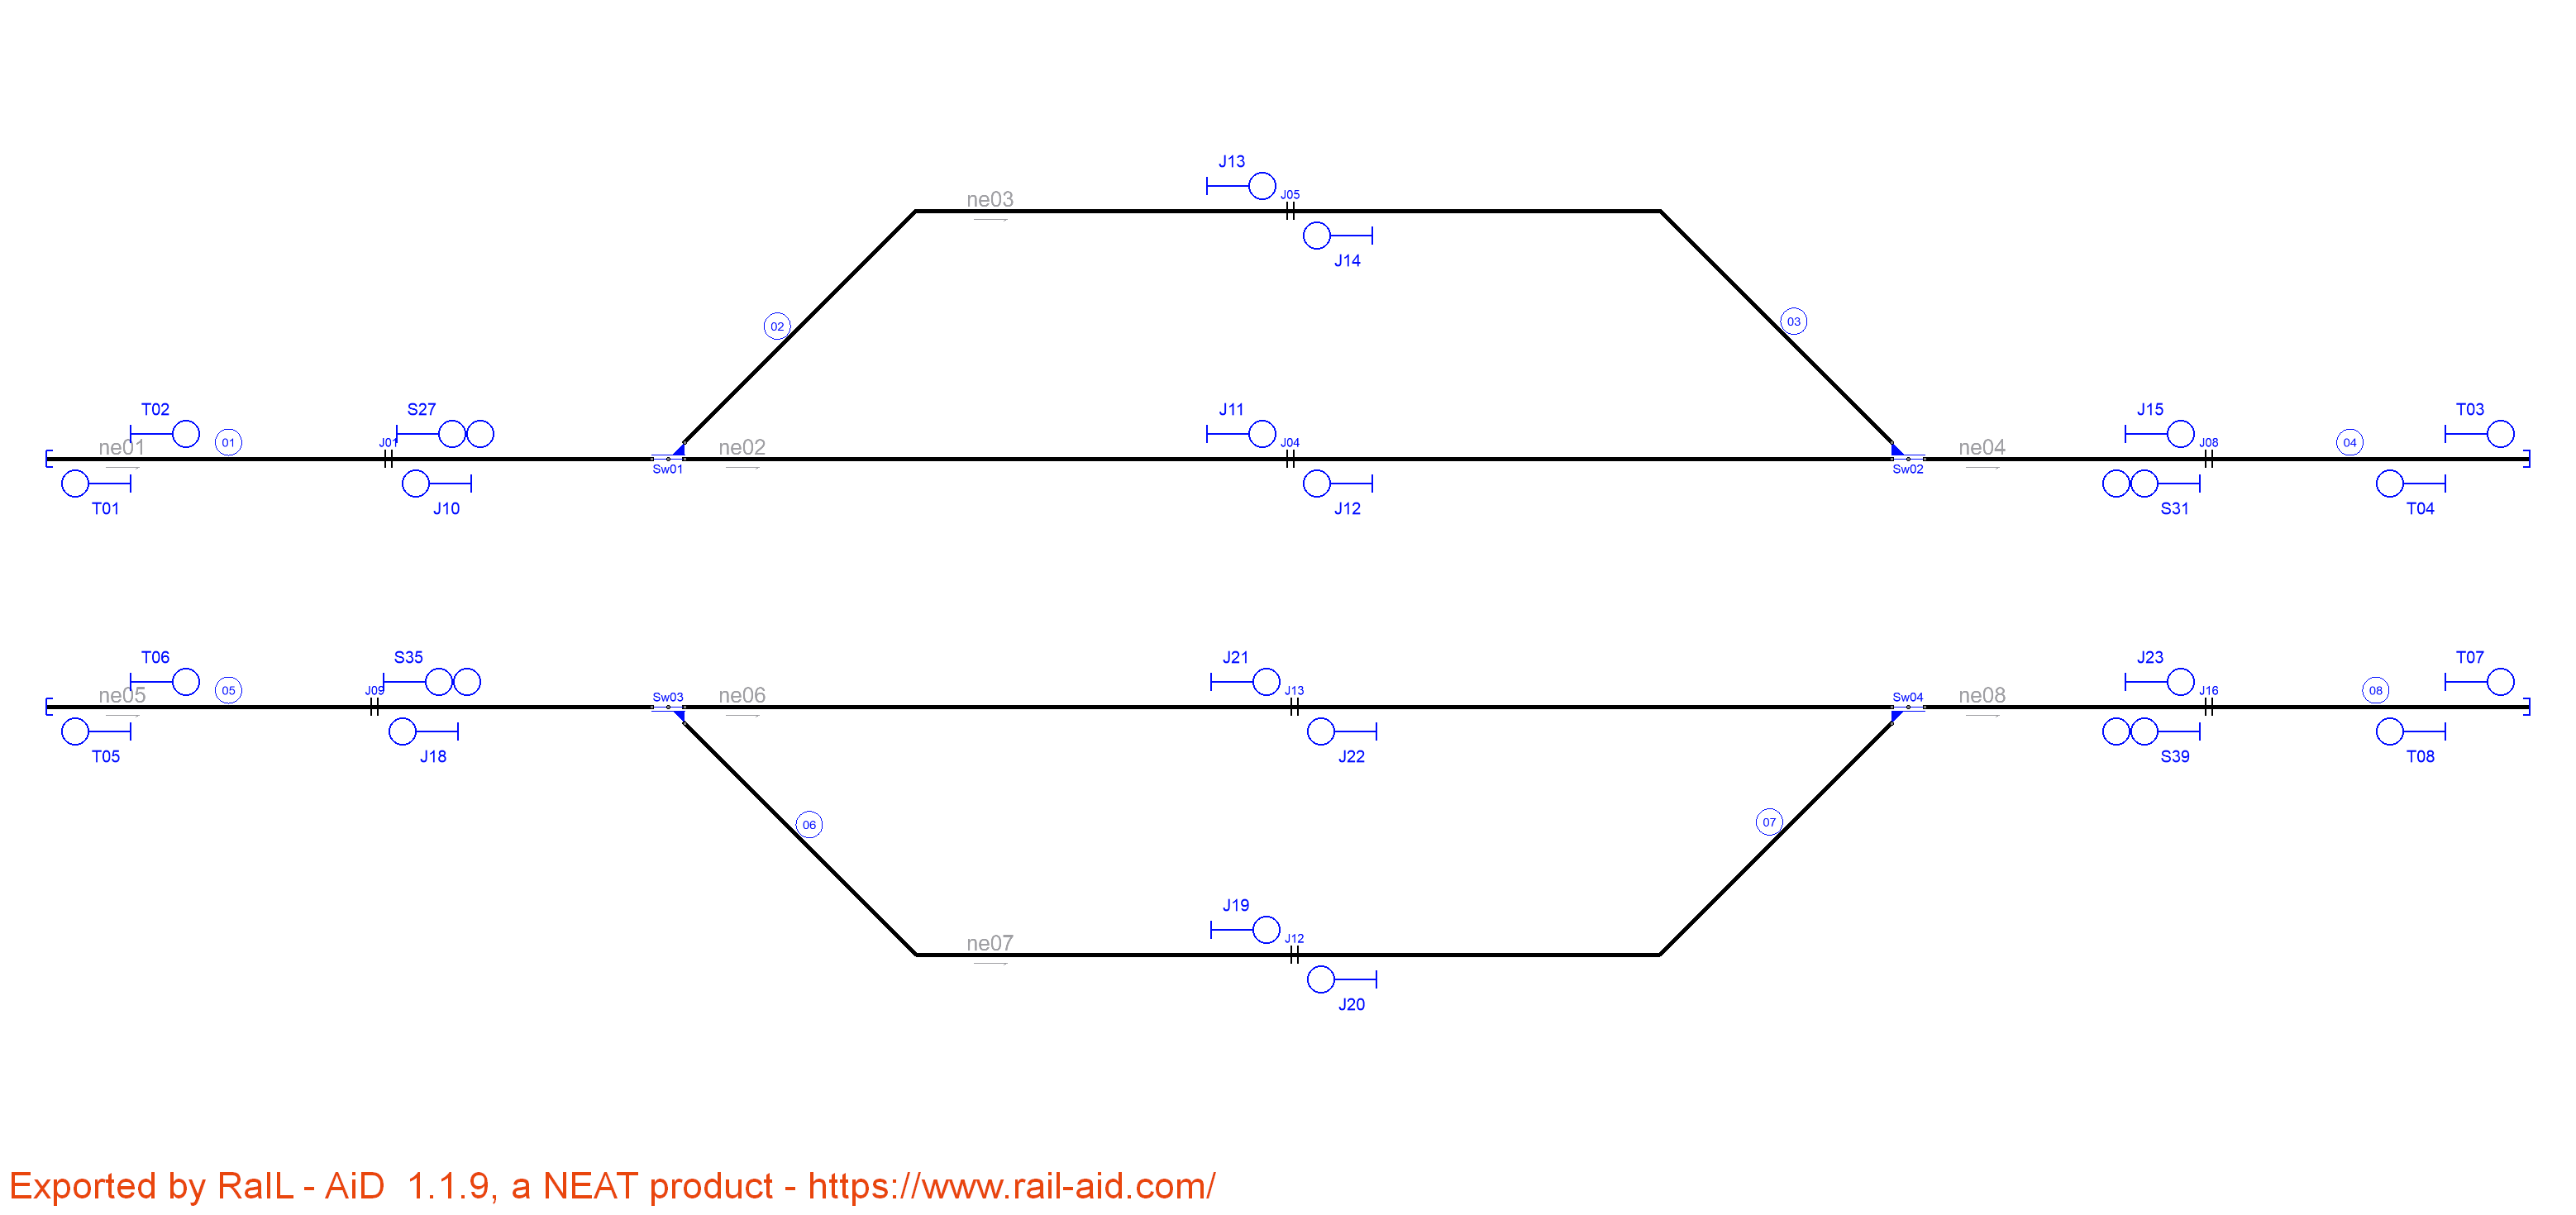 J13
J05
ne03
J14
02
03
T02
S27
J11
J15
T03
ne01
01
J01
ne02
J04
ne04
J08
04
Sw01
Sw02
T01
J10
J12
S31
T04
T06
S35
J21
J23
T07
ne05
05
J09
Sw03
ne06
J13
Sw04
ne08
J16
08
T05
J18
J22
S39
T08
06
07
J19
ne07
J12
J20
Exported by RaIL - AiD 1.1.9, a NEAT product - https://www.rail-aid.com/